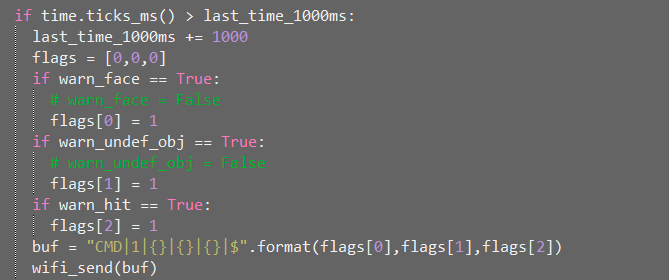 if time.ticks_ms() > last_time_1000ms:
last_time_1000ms += 1000
flags = [0,0,0]
if warn_face == True:
# warn_face = False
flags[0] = 1
if warn_undef_obj == True:
# warn_undef_obj = False
flags[1] = 1
if warn_hit == True:
flags[2] = 1
buf = "CMD|1|{}|{}|{}|$".format(flags[0],flags[1],flags[2])
wifi_send(buf)